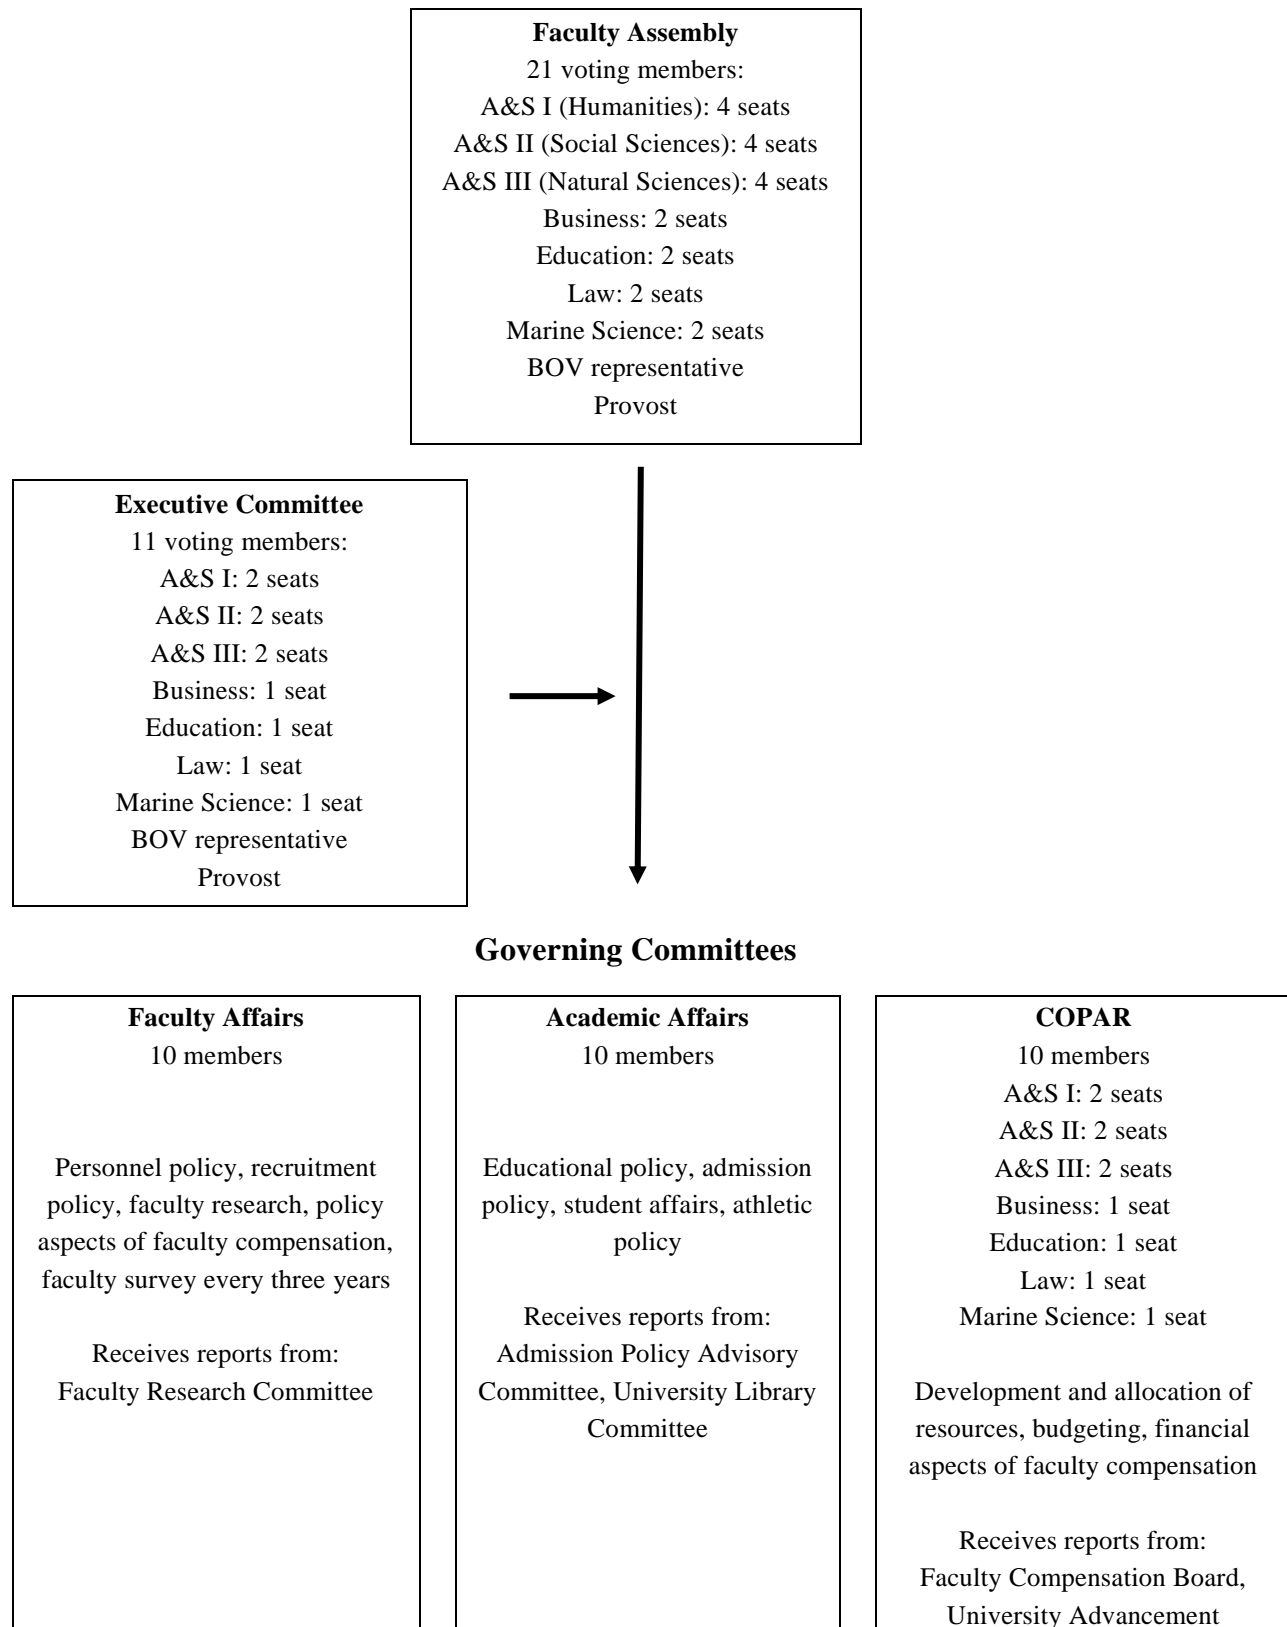 Faculty Assembly
21 voting members:
A&S I (Humanities): 4 seats
A&S II (Social Sciences): 4 seats
A&S III (Natural Sciences): 4 seats
Business: 2 seats
Education: 2 seats
Law: 2 seats
Marine Science: 2 seats
BOV representative
Provost
Executive Committee
11 voting members:
A&S I: 2 seats
A&S II: 2 seats
A&S III: 2 seats
Business: 1 seat
Education: 1 seat
Law: 1 seat
Marine Science: 1 seat
BOV representative
Provost
Governing Committees
Faculty Affairs
10 members
Personnel policy, recruitment
policy, faculty research, policy
aspects of faculty compensation,
faculty survey every three years
Receives reports from:
Faculty Research Committee
Academic Affairs
10 members
Educational policy, admission
policy, student affairs, athletic
policy
Receives reports from:
Admission Policy Advisory
Committee, University Library
Committee
COPAR
10 members
A&S I: 2 seats
A&S II: 2 seats
A&S III: 2 seats
Business: 1 seat
Education: 1 seat
Law: 1 seat
Marine Science: 1 seat
Development and allocation of
resources, budgeting, financial
aspects of faculty compensation
Receives reports from:
Faculty Compensation Board,
University Advancement